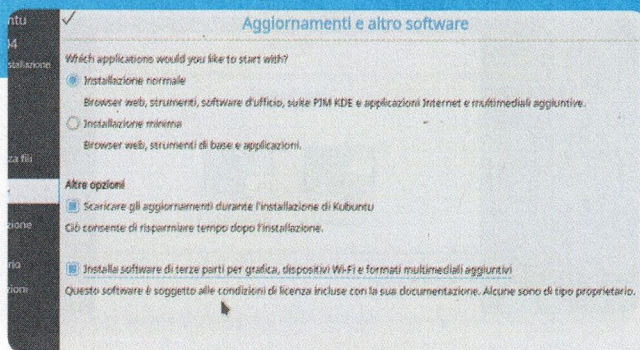 ntu
04
stallazione
za fili
zione
rio
zioni
Aggiornamenti e altro software
Which applications would you like to start with?
Installazione normale
Browser web, strumenti, software d'ufficio, suite PIM KDE e applicazioni Internet e multimediali aggiuntive.
Installazione minima
Browser web, strumenti di base e applicazioni.
Altre opzioni
Scaricare gli aggiornamenti durante l'installazione di Kubuntu
Ciò consente di risparmiare tempo dopo l'installazione.
Installa software di terze parti per grafica, dispositivi Wi-Fi e formati multimediali aggiuntivi
Questo software è soggetto alle condizioni di licenza incluse con la sua documentazione. Alcune sono di tipo proprietario.